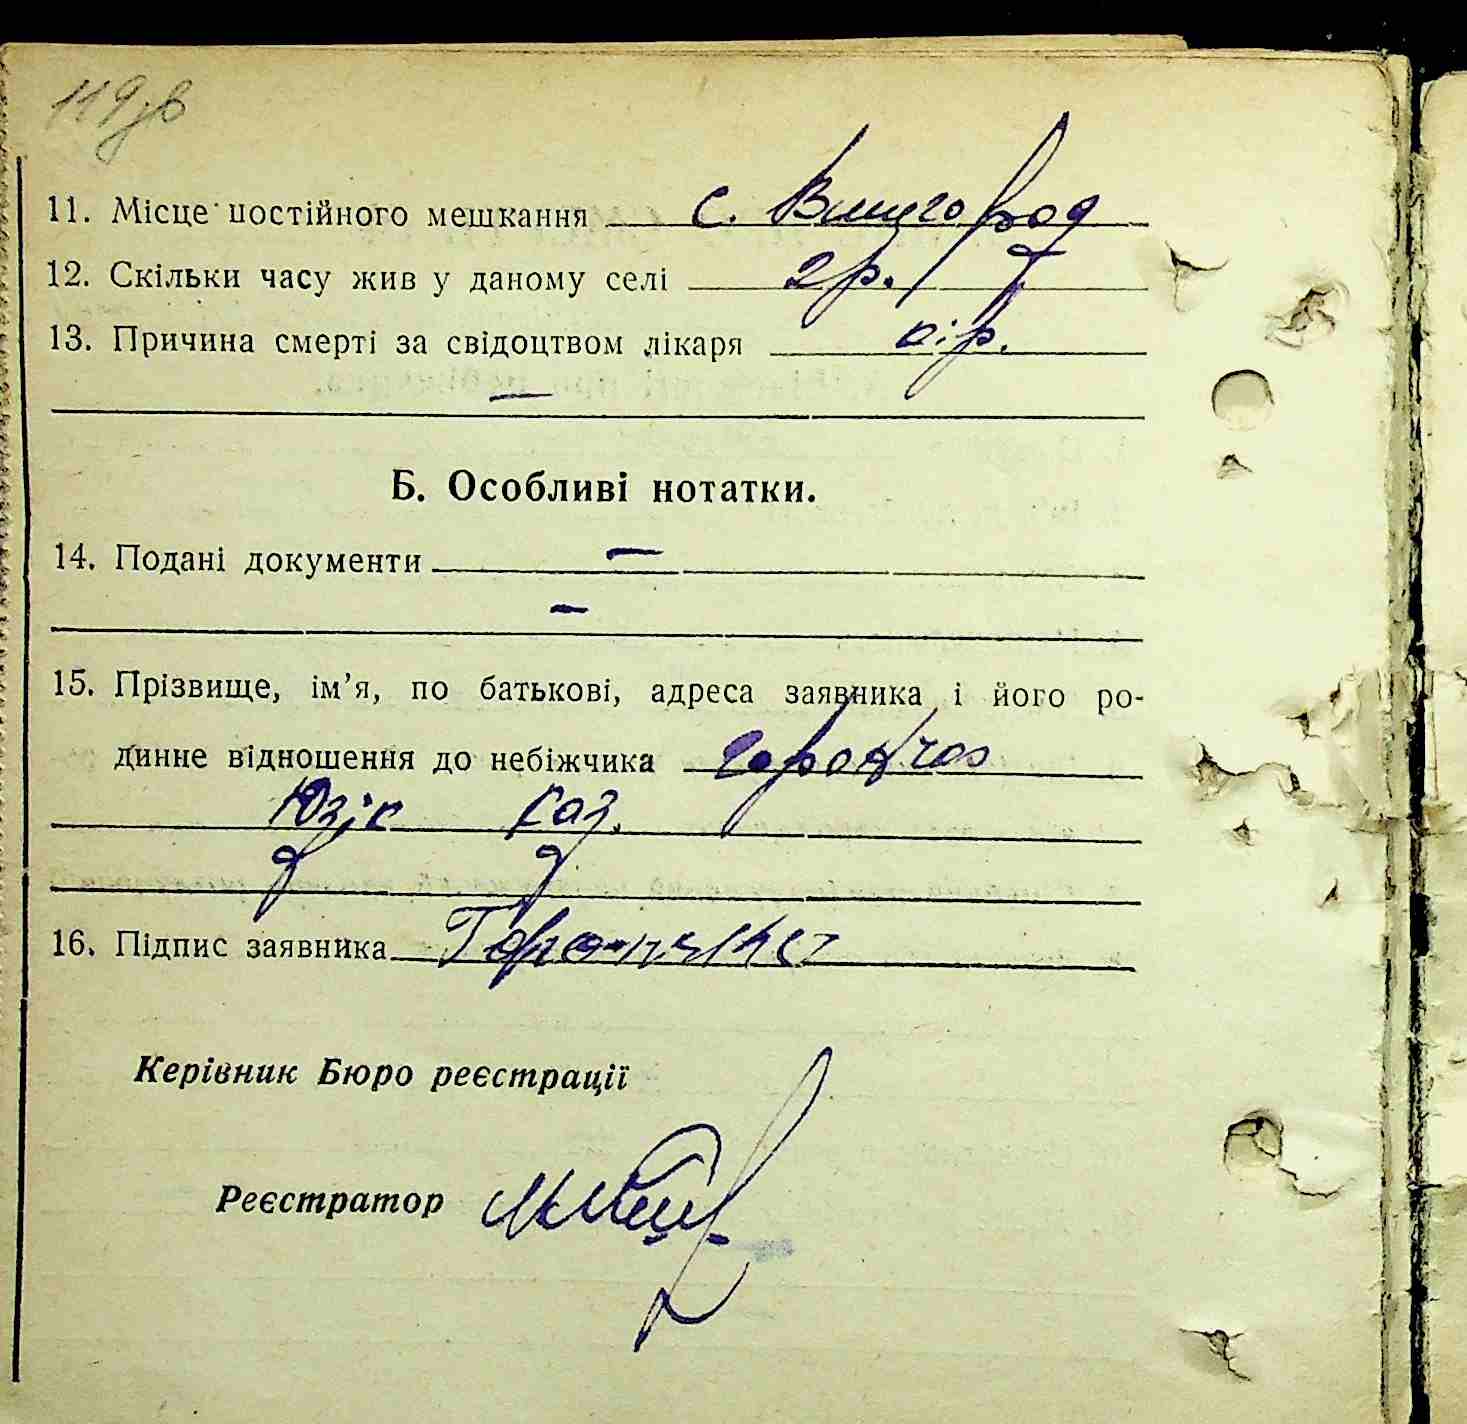 119зв
11. Місце постійного мешкання с. Вишгород
12. Скільки часу жив у даному селі 2 р.
13. Причина смерті за свідоцтвом лікаря
—
Б. Особливі нотатки.
14. Подані документи —
—
15. Прізвище, ім’я, по батькові, адреса заявника і його ро-
динне відношення до небіжчика
Юзік Каз.
16. Підпис заявника
Керівник Бюро реєстрації
Реєстратор